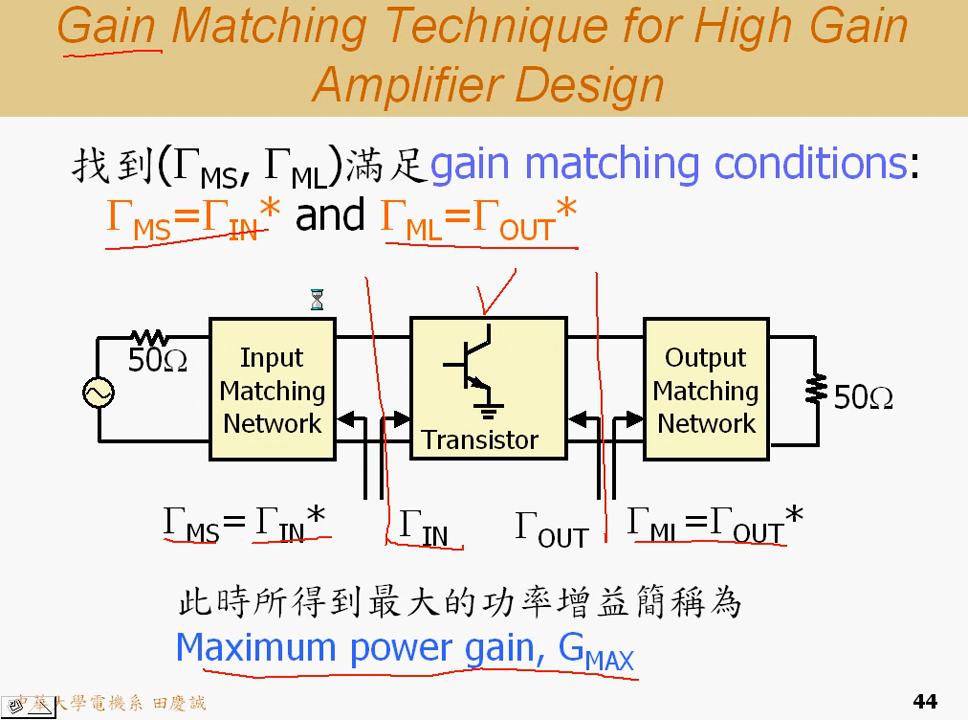 Gain Matching Technique for High Gain
Amplifier Design
找到(ΓMS, ΓML)滿足gain matching conditions:
ΓMS=ΓIN* and ΓML=ΓOUT*
50Ω
Input
Matching
Network
Transistor
Output
Matching
Network
50Ω
ΓMS= ΓIN*
ΓIN
ΓOUT
ΓML=ΓOUT*
此時所得到最大的功率增益簡稱為
Maximum power gain, GMAX
中華大學電機系 田慶誠
44